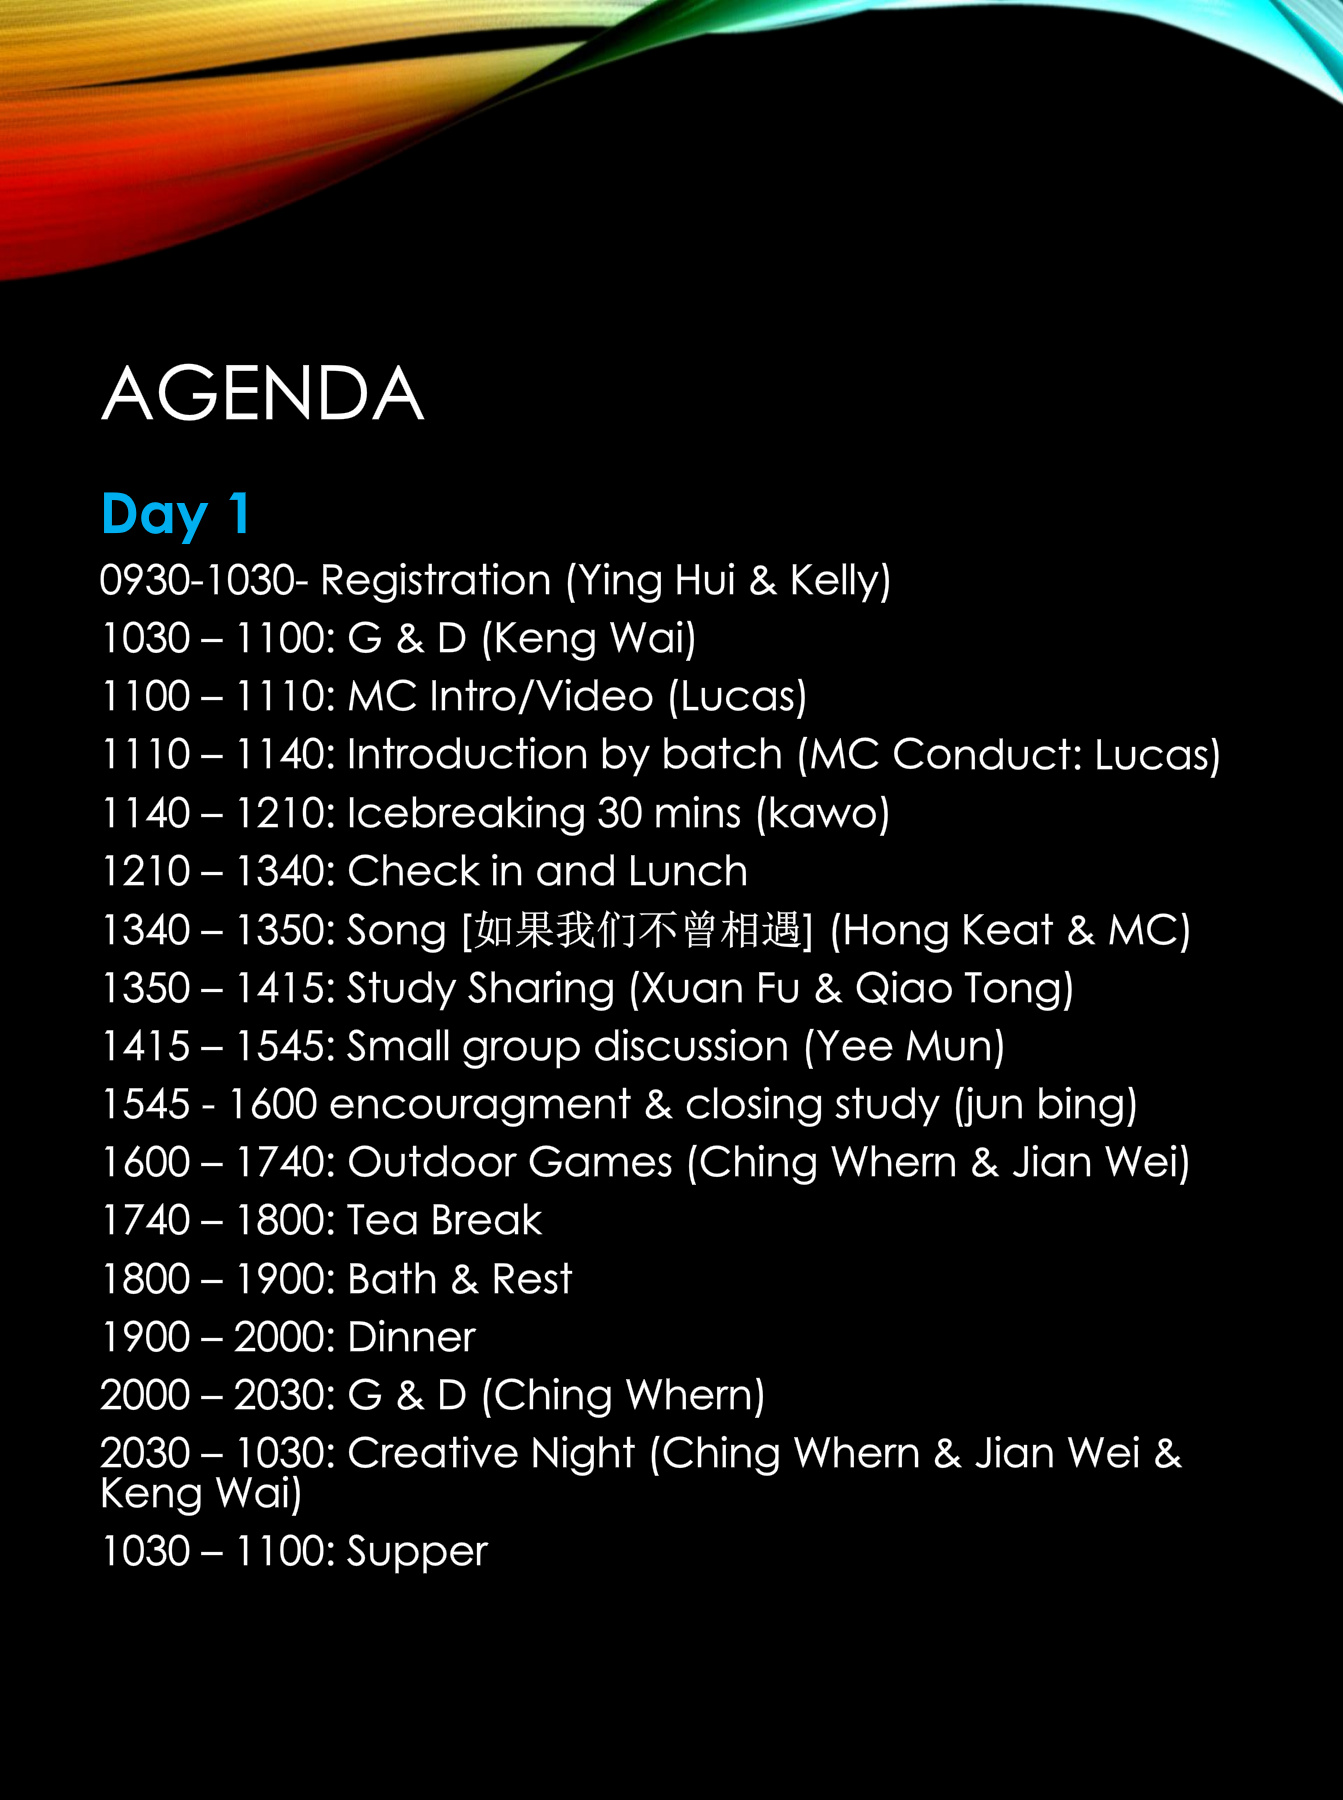 AGENDA
Day 1
0930-1030- Registration (Ying Hui & Kelly)
1030 – 1100: G & D (Keng Wai)
1100 – 1110: MC Intro/Video (Lucas)
1110 – 1140: Introduction by batch (MC Conduct: Lucas)
1140 – 1210: Icebreaking 30 mins (kawo)
1210 – 1340: Check in and Lunch
1340 – 1350: Song [如果我们不曾相遇] (Hong Keat & MC)
1350 – 1415: Study Sharing (Xuan Fu & Qiao Tong)
1415 – 1545: Small group discussion (Yee Mun)
1545 - 1600 encouragment & closing study (jun bing)
1600 – 1740: Outdoor Games (Ching Whern & Jian Wei)
1740 – 1800: Tea Break
1800 – 1900: Bath & Rest
1900 – 2000: Dinner
2000 – 2030: G & D (Ching Whern)
2030 – 1030: Creative Night (Ching Whern & Jian Wei &
Keng Wai)
1030 – 1100: Supper